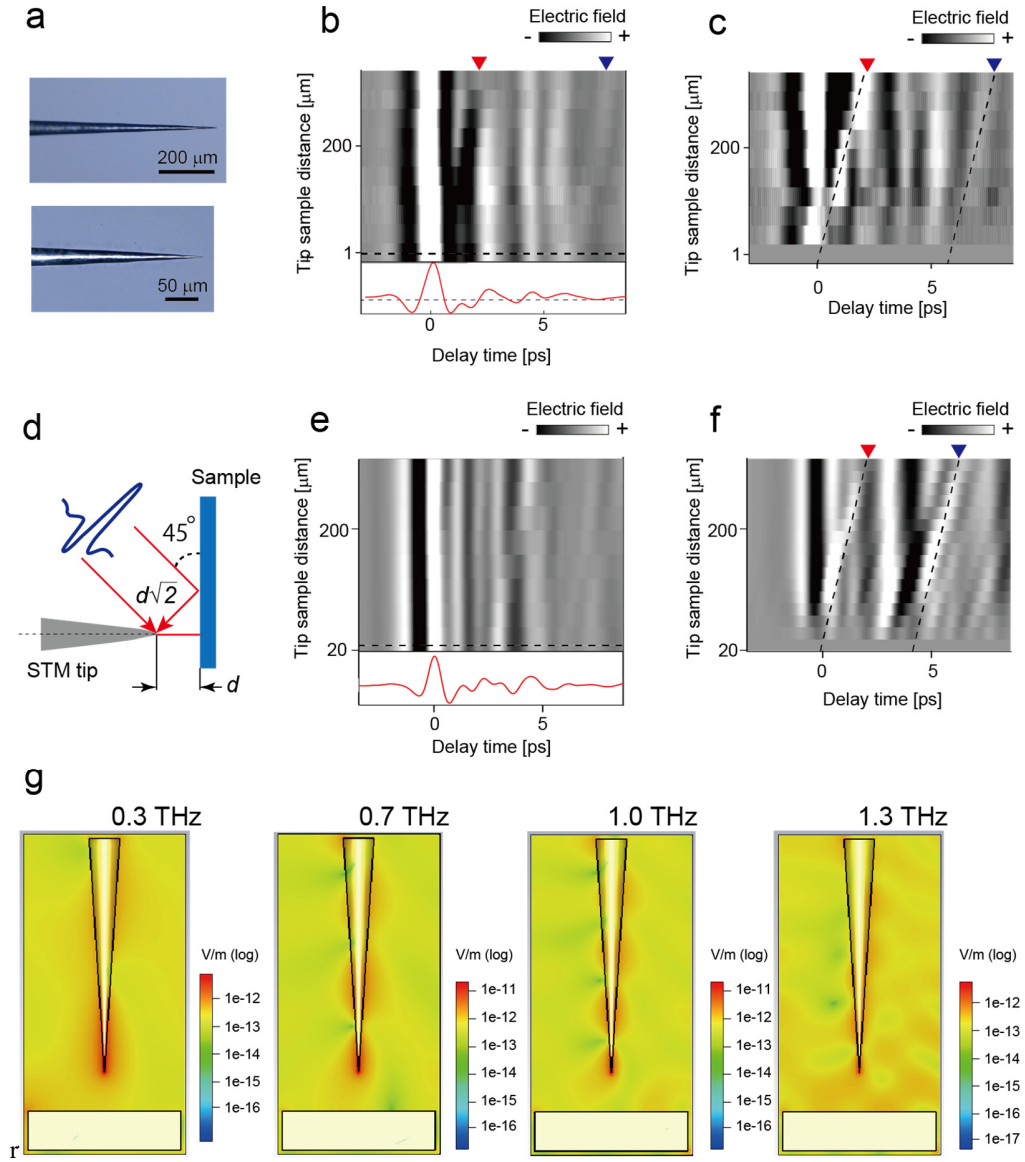 a
200 μm
50 μm
b
Electric field
- +
Tip sample distance [μm]
200
1
0 5
Delay time [ps]
c
Electric field
- +
Tip sample distance [μm]
200
1
0 5
Delay time [ps]
d
Sample
45°
d√2
STM tip
d
e
Electric field
- +
Tip sample distance [μm]
200
20
0 5
Delay time [ps]
f
Electric field
- +
Tip sample distance [μm]
200
20
0 5
Delay time [ps]
g
0.3 THz
V/m (log)
1e-12
1e-13
1e-14
1e-15
1e-16
0.7 THz
V/m (log)
1e-11
1e-12
1e-13
1e-14
1e-15
1e-16
1.0 THz
V/m (log)
1e-11
1e-12
1e-13
1e-14
1e-15
1e-16
1.3 THz
V/m (log)
1e-12
1e-13
1e-14
1e-15
1e-16
1e-17
r